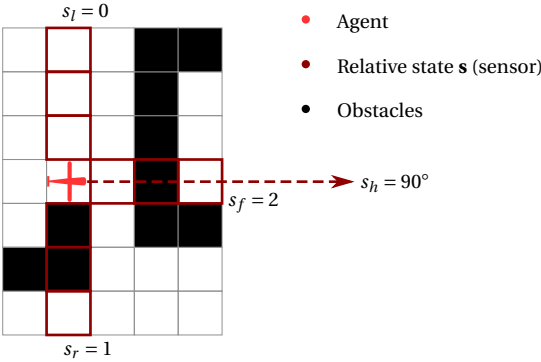 s_l = 0
Agent
Relative state s (sensor)
Obstacles
s_h = 90°
s_f = 2
s_r = 1